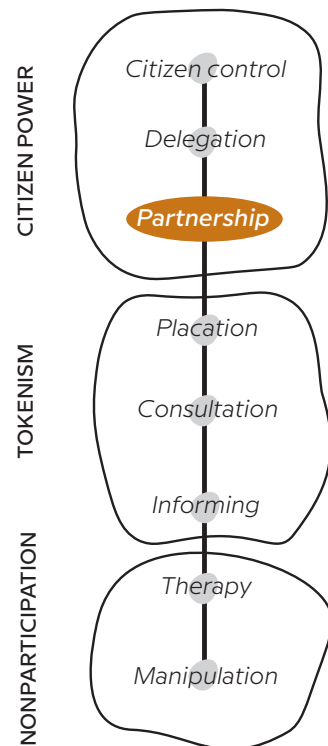 CITIZEN POWER
Citizen control
Delegation
Partnership
TOKENISM
Placation
Consultation
Informing
NONPARTICIPATION
Therapy
Manipulation